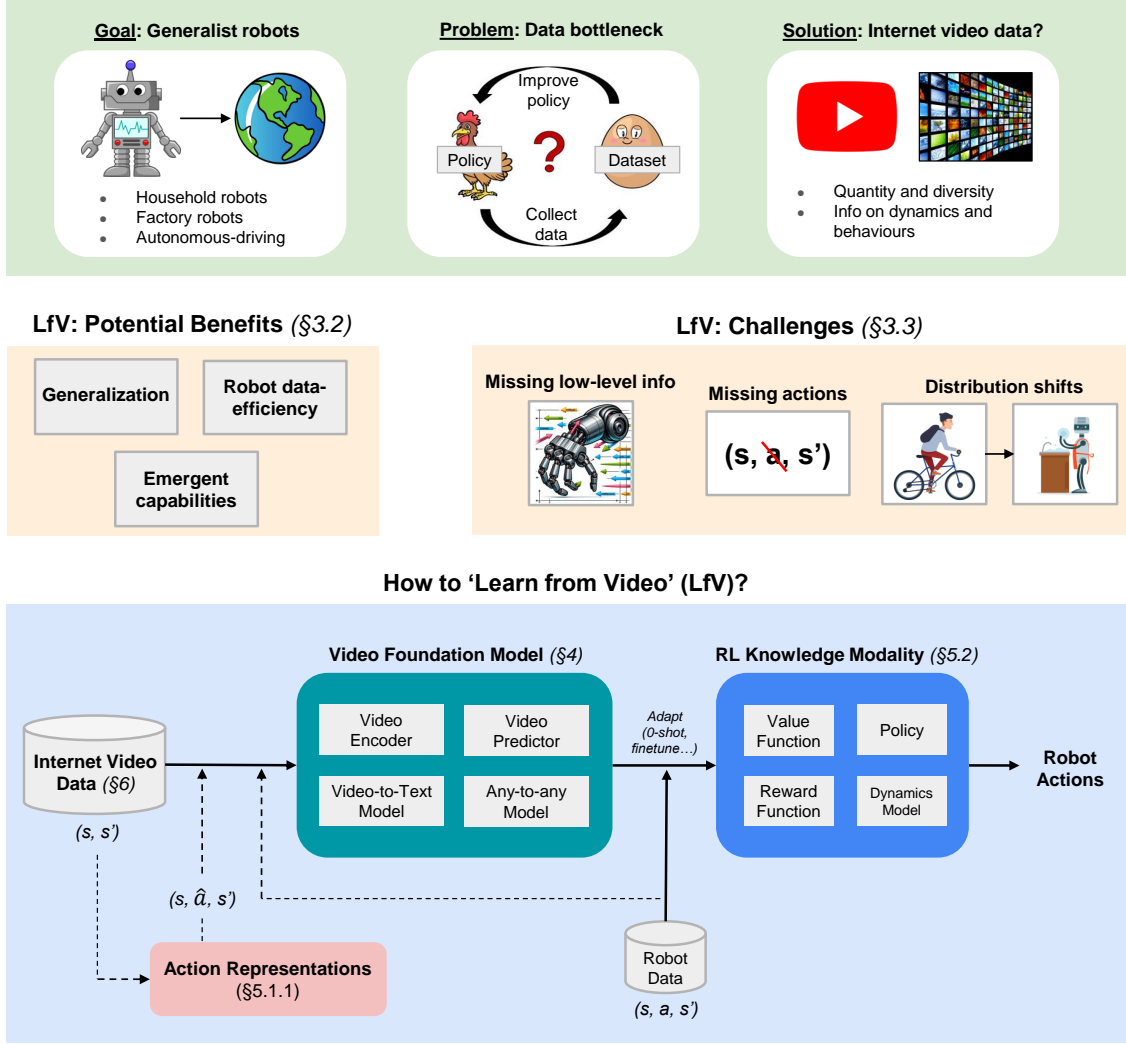 Goal: Generalist robots
Problem: Data bottleneck
Solution: Internet video data?
Improve
policy
Policy
?
Dataset
Collect
data
• Household robots
• Factory robots
• Autonomous-driving
• Quantity and diversity
• Info on dynamics and
behaviours
LfV: Potential Benefits (§3.2)
Generalization
Robot data-
efficiency
Emergent
capabilities
LfV: Challenges (§3.3)
Missing low-level info
Missing actions
(s, a, s’)
Distribution shifts
How to ‘Learn from Video’ (LfV)?
Video Foundation Model (§4)
RL Knowledge Modality (§5.2)
Internet Video
Data (§6)
(s, s’)
Video
Encoder
Video
Predictor
Video-to-Text
Model
Any-to-any
Model
Adapt
(0-shot,
finetune…)
Value
Function
Policy
Reward
Function
Dynamics
Model
Robot
Actions
(s, â, s’)
Action Representations
(§5.1.1)
Robot
Data
(s, a, s’)